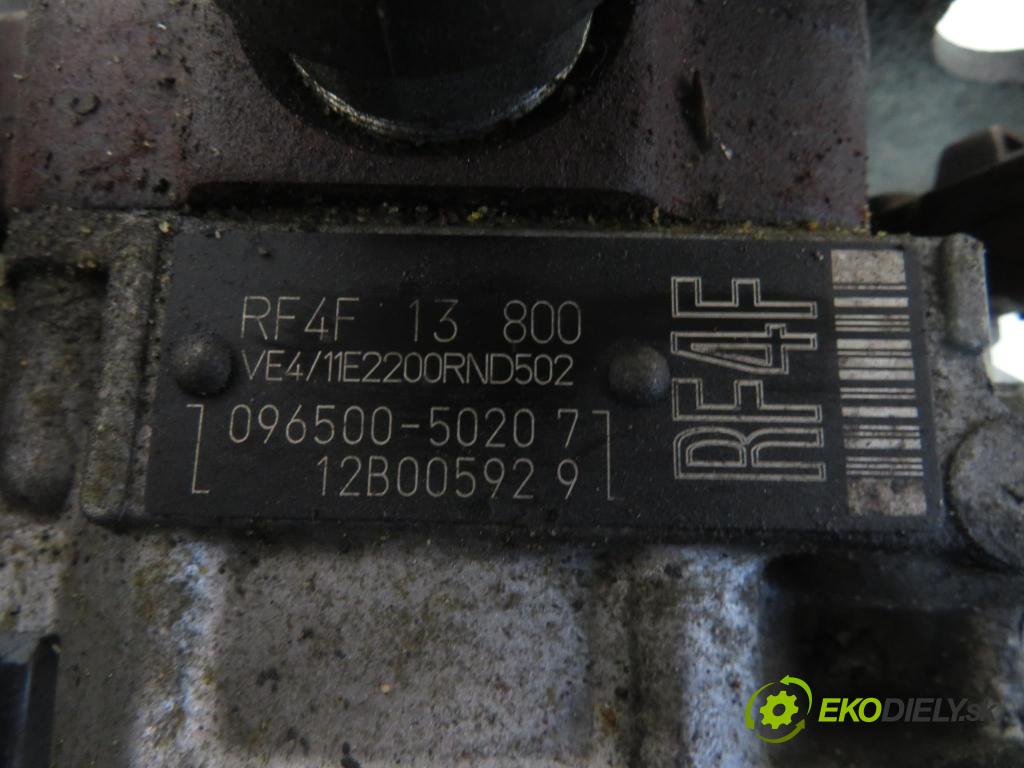 RF4F 13 800
VE4/11E2200RND502
096500-5020 7
12B00592 9
RF4F
EKODIELY.sk